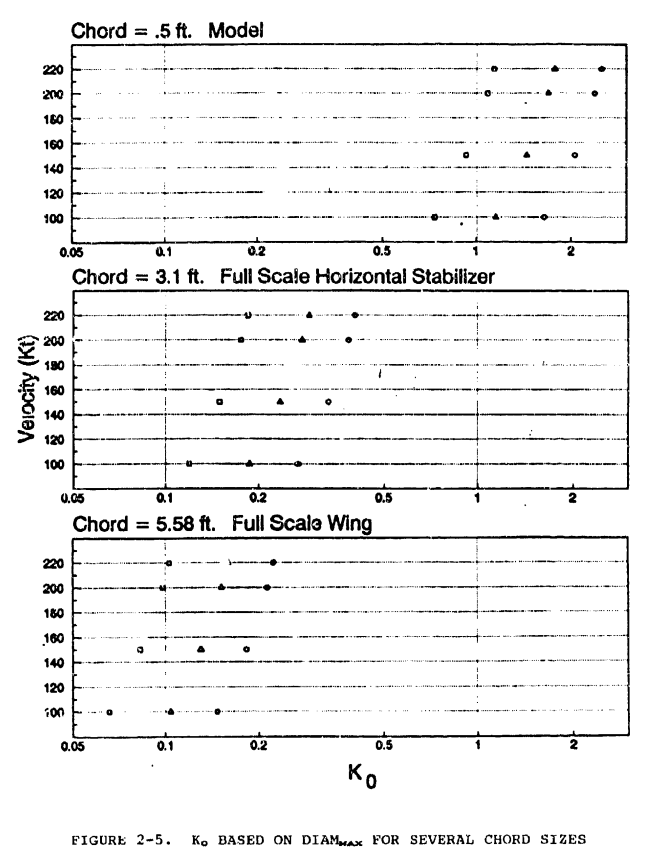 Chord = .5 ft. Model
220
200
180
160
140
120
100
0.05 0.1 0.2 0.5 1 2
Chord = 3.1 ft. Full Scale Horizontal Stabilizer
220
200
180
160
140
120
100
0.05 0.1 0.2 0.5 1 2
Velocity (Kt)
Chord = 5.58 ft. Full Scale Wing
220
200
180
160
140
120
100
0.05 0.1 0.2 0.5 1 2
K0
FIGURE 2-5. Ko BASED ON DIAMMAX FOR SEVERAL CHORD SIZES